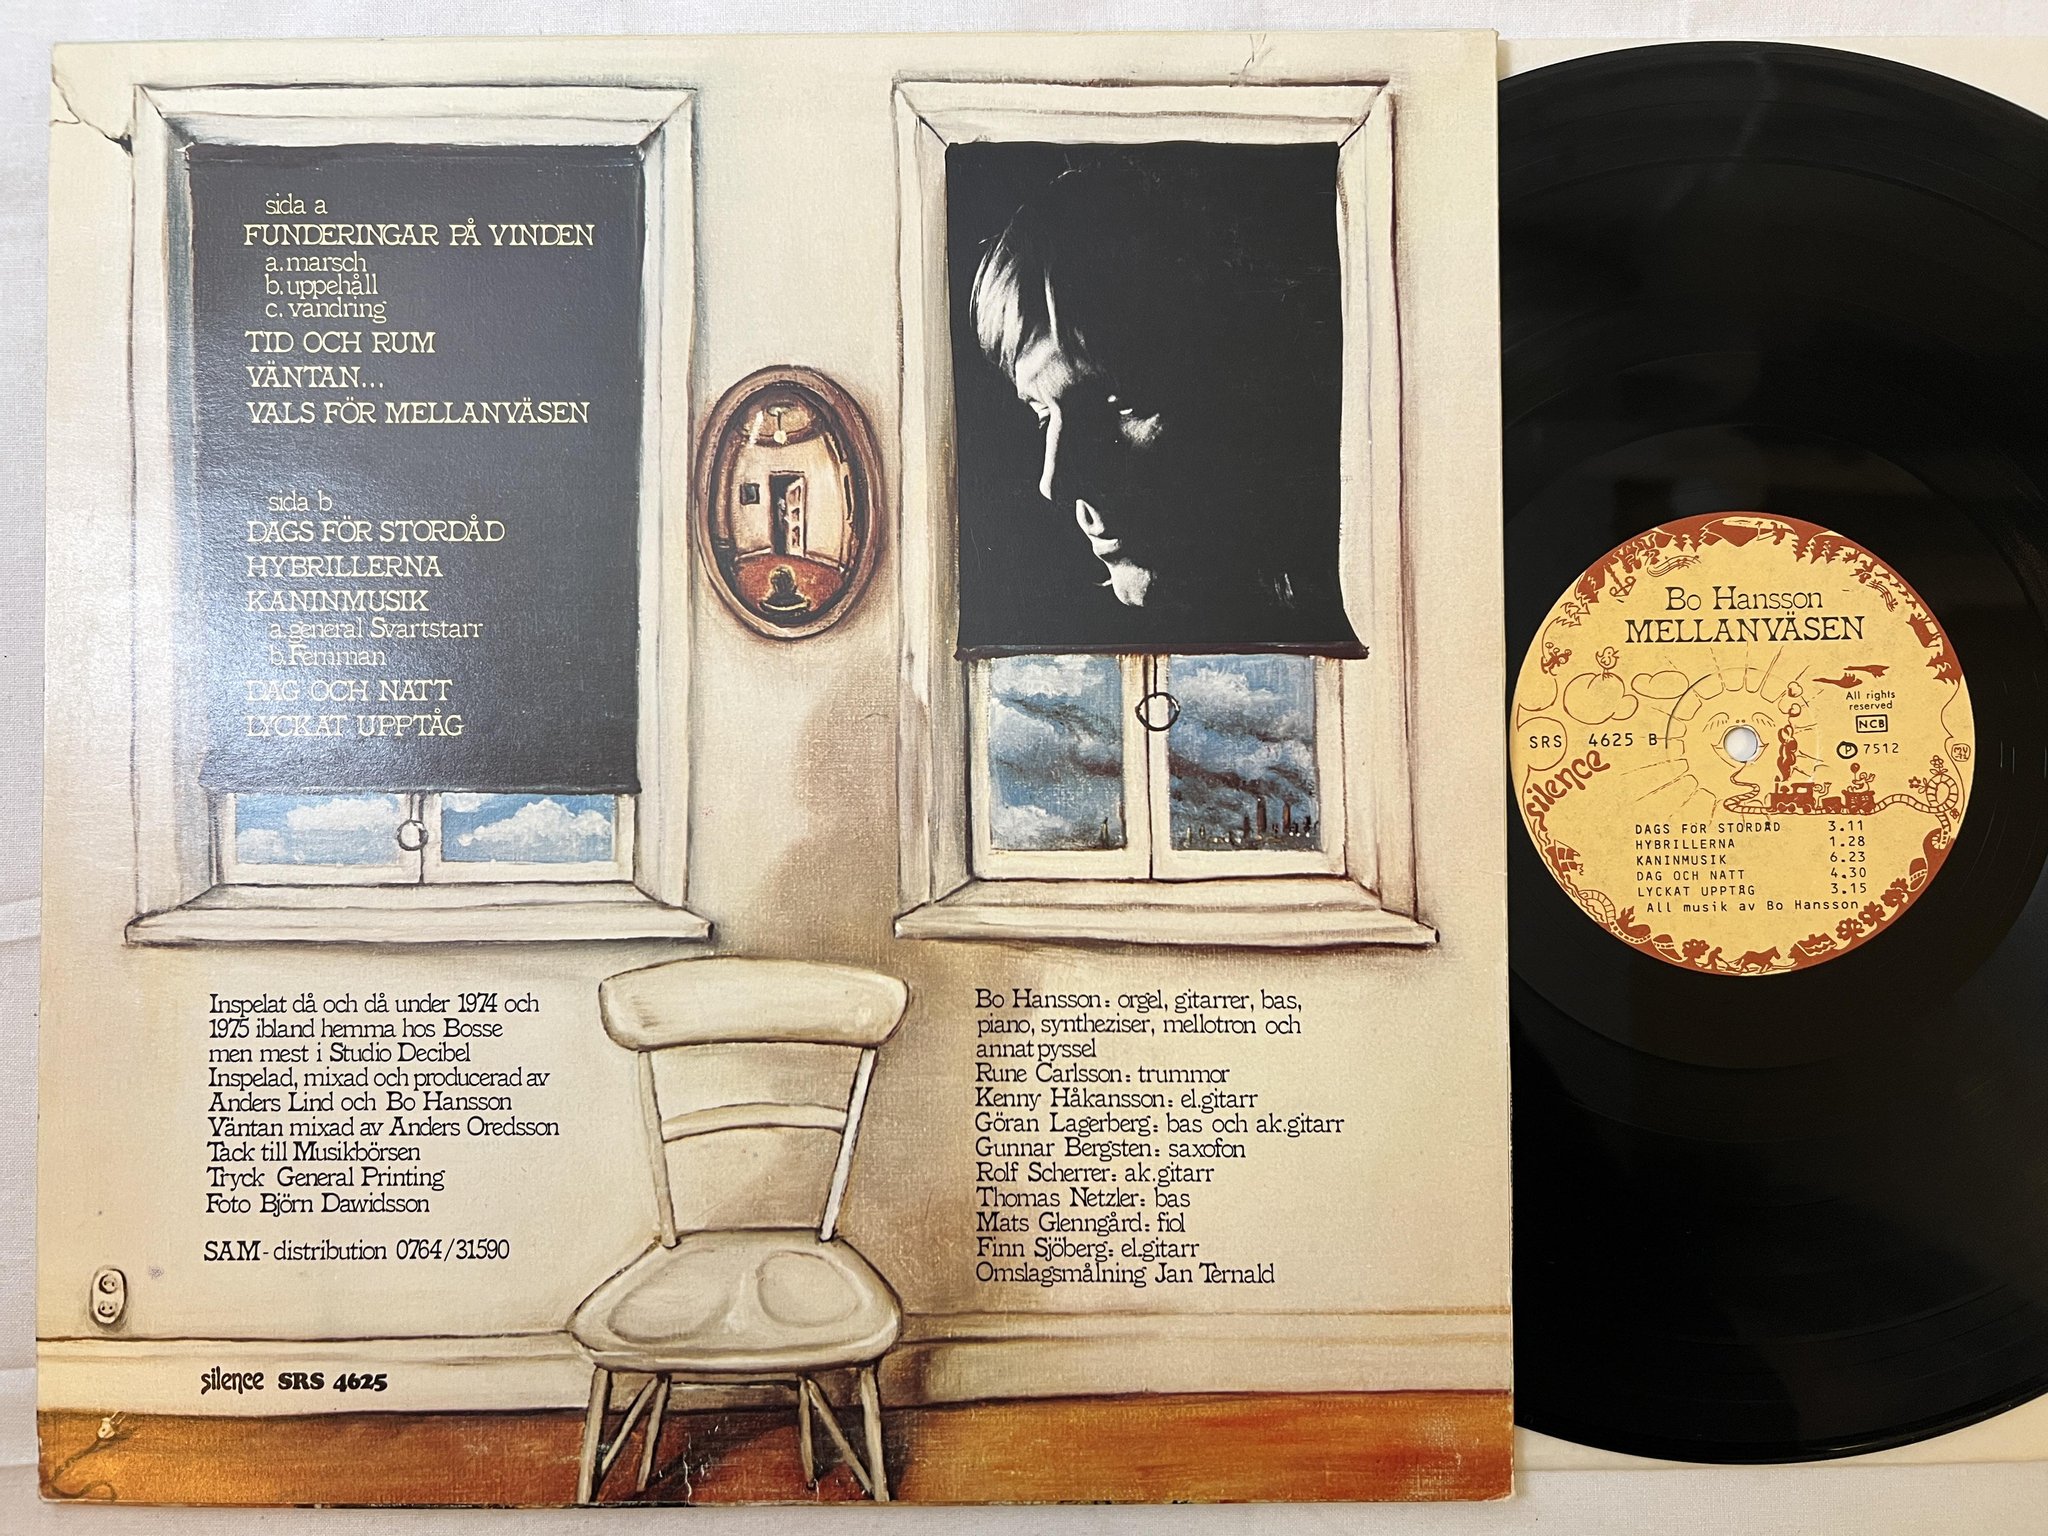 sida a
FUNDERINGAR PÅ VINDEN
a. marsch
b. uppehåll
c. vandring
TID OCH RUM
VÄNTAN...
VALS FÖR MELLANVÄSEN
sida b
DAGS FÖR STORDÅD
HYBRILLERNA
KANINMUSIK
a. general Svartstarr
b. Femman
DAG OCH NATT
LYCKAT UPPTÅG
Inspelat då och då under 1974 och
1975 ibland hemma hos Bosse
men mest i Studio Decibel
Inspelad, mixad och producerad av
Anders Lind och Bo Hansson
Väntan mixad av Anders Oredsson
Tack till Musikbörsen
Tryck General Printing
Foto Björn Dawidsson
SAM-distribution 0764/31590
silence SRS 4625
Bo Hansson: orgel, gitarrer, bas,
piano, syntheziser, mellotron och
annat pyssel
Rune Carlsson: trummor
Kenny Håkansson: el.gitarr
Göran Lagerberg: bas och ak.gitarr
Gunnar Bergsten: saxofon
Rolf Scherrer: ak.gitarr
Thomas Netzler: bas
Mats Glenngård: fiol
Finn Sjöberg: el.gitarr
Omslagsmålning Jan Ternald
Bo Hansson
MELLANVÄSEN
All rights
reserved
NCB
SRS 4625 B
Ⓟ 7512
silence
DAGS FÖR STORDÅD 3.11
HYBRILLERNA 1.28
KANINMUSIK 6.23
DAG OCH NATT 4.30
LYCKAT UPPTÅG 3.15
All musik av Bo Hansson